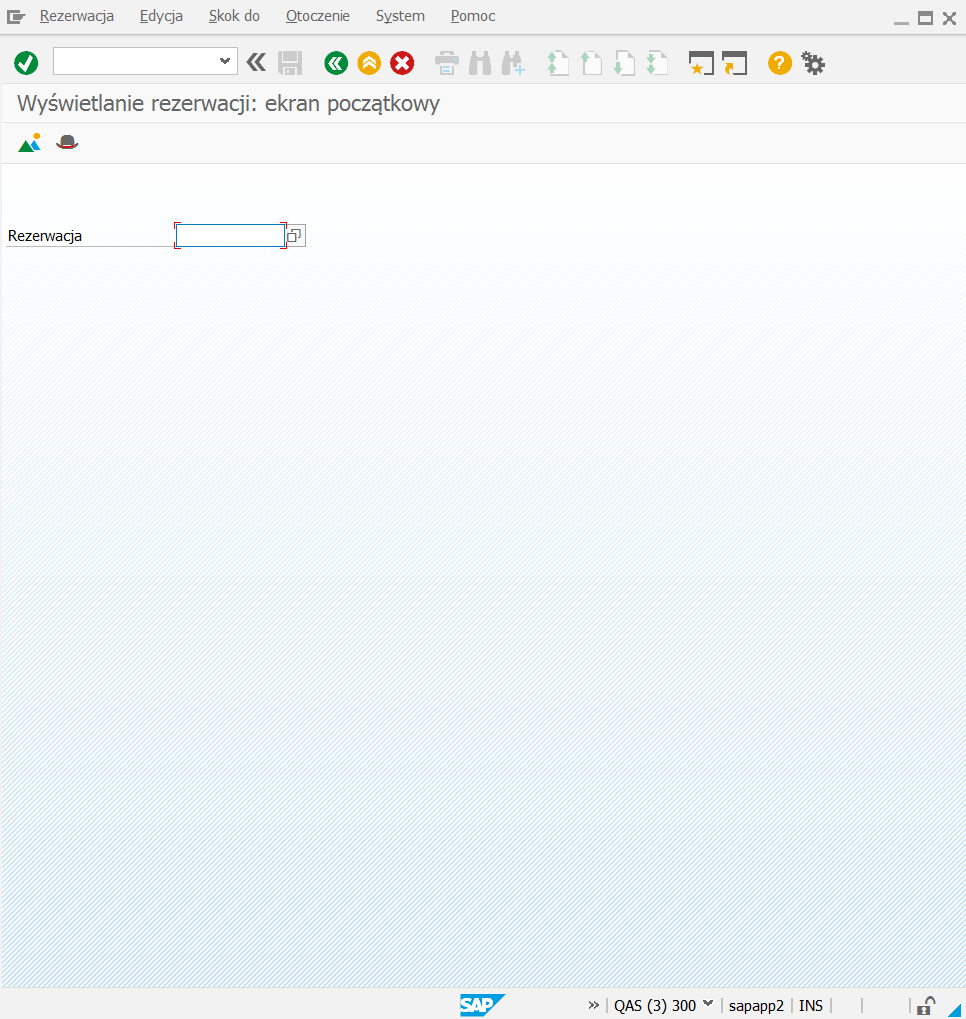 Rezerwacja Edycja Skok do Otoczenie System Pomoc
Wyświetlanie rezerwacji: ekran początkowy
Rezerwacja
SAP QAS (3) 300 sapapp2 INS